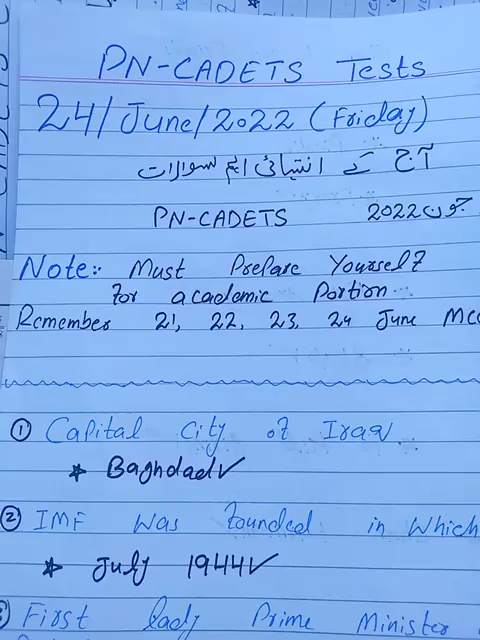 PN-CADETS Tests
24/June/2022 (Friday)
آج کے انتہائی اہم سوالات
PN-CADETS جون 2022
Note:- Must Prepare Yourself
for academic Portion.
Remember 21, 22, 23, 24 June Mc
① Capital City of Iraq
* Baghdad✓
② IMF was founded in which
* July 1944✓
③ First lady Prime Minister